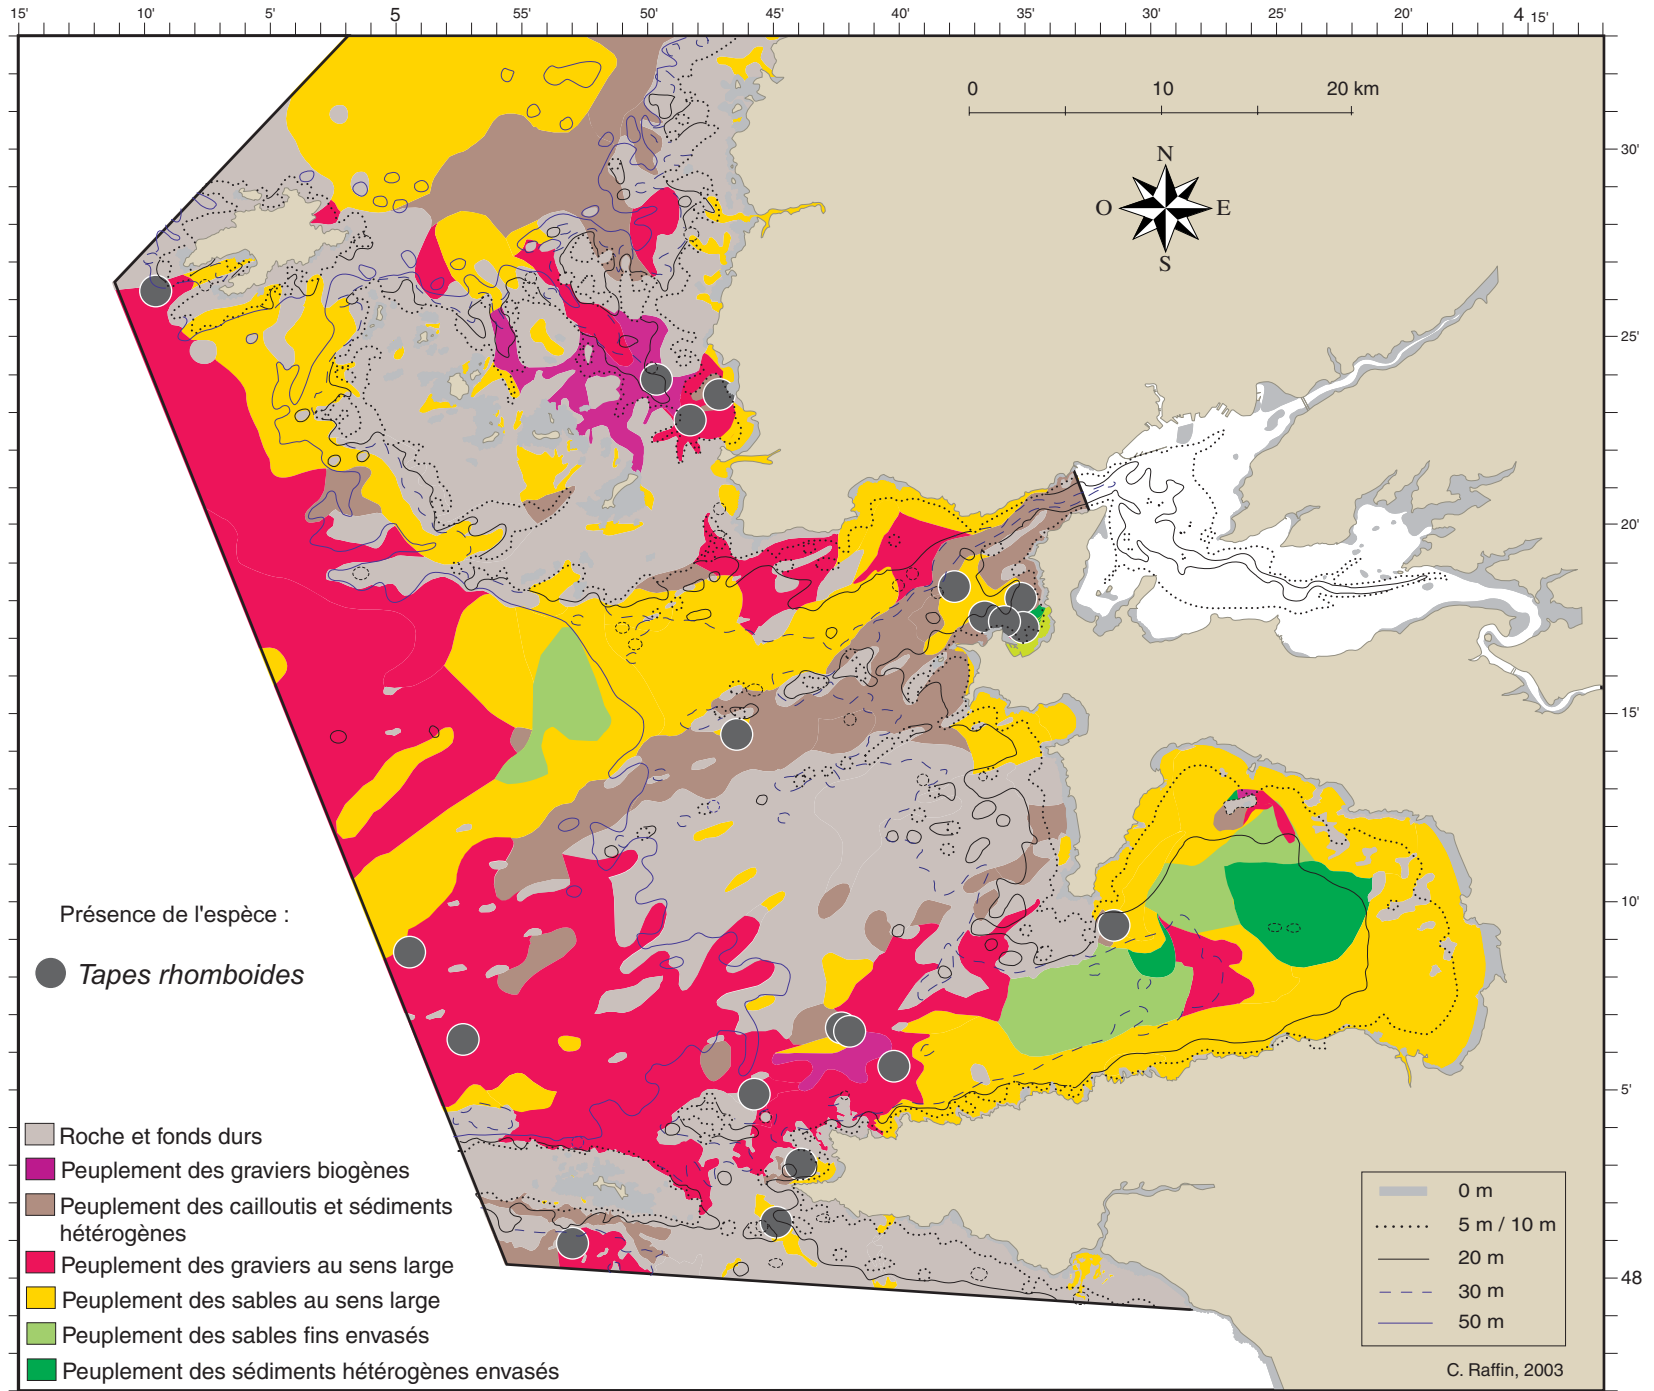 15' 10' 5' 5 55' 50' 45' 40' 35' 30' 25' 20' 4 15'
0 10 20 km
N
O E
S
30'
25'
20'
15'
10'
5'
48
Présence de l'espèce :
Tapes rhomboides
Roche et fonds durs
Peuplement des graviers biogènes
Peuplement des cailloutis et sédiments
hétérogènes
Peuplement des graviers au sens large
Peuplement des sables au sens large
Peuplement des sables fins envasés
Peuplement des sédiments hétérogènes envasés
0 m
5 m / 10 m
20 m
30 m
50 m
C. Raffin, 2003